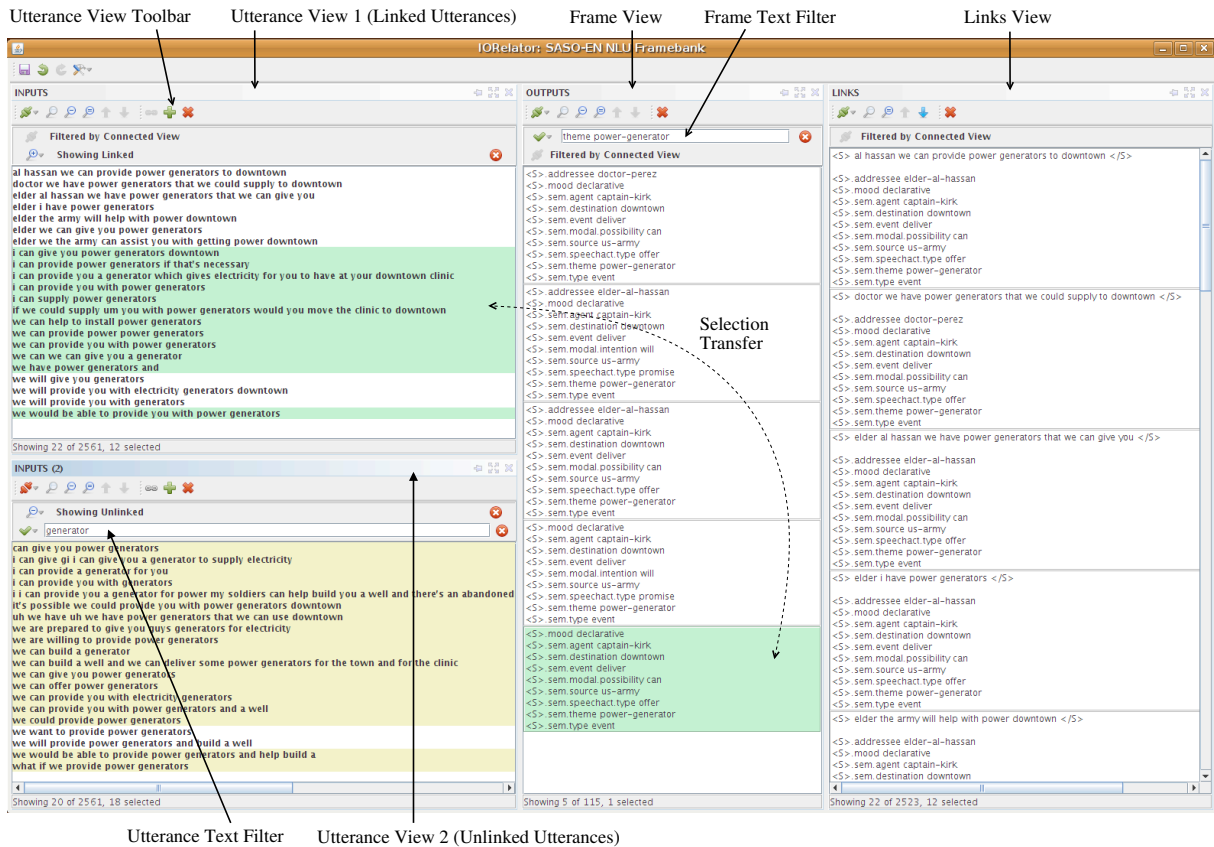 Utterance View Toolbar
Utterance View 1 (Linked Utterances)
Frame View
Frame Text Filter
Links View
IORelator: SASO-EN NLU Framebank
INPUTS
Filtered by Connected View
Showing Linked
al hassan we can provide power generators to downtown
doctor we have power generators that we could supply to downtown
elder al hassan we have power generators that we can give you
elder i have power generators
elder the army will help with power downtown
elder we can give you power generators
elder we the army can assist you with getting power downtown
i can give you power generators downtown
i can provide power generators if that's necessary
i can provide you a generator which gives electricity for you to have at your downtown clinic
i can provide you with power generators
i can supply power generators
if we could supply um you with power generators would you move the clinic to downtown
we can help to install power generators
we can provide power power generators
we can provide you with power generators
we can we can give you a generator
we have power generators and
we will give you generators
we will provide you with electricity generators downtown
we will provide you with generators
we would be able to provide you with power generators
Showing 22 of 2561, 12 selected
INPUTS (2)
Showing Unlinked
generator
can give you power generators
i can give gi i can give you a generator to supply electricity
i can provide a generator for you
i can provide you with generators
i i can provide you a generator for power my soldiers can help build you a well and there's an abandoned
it's possible we could provide you with power generators downtown
uh we have uh we have power generators that we can use downtown
we are prepared to give you guys generators for electricity
we are willing to provide power generators
we can build a generator
we can build a well and we can deliver some power generators for the town and for the clinic
we can give you power generators
we can offer power generators
we can provide you with electricity generators
we can provide you with power generators and a well
we could provide power generators
we want to provide power generators
we will provide power generators and build a well
we would be able to provide power generators and help build a
what if we provide power generators
Showing 20 of 2561, 18 selected
OUTPUTS
theme power-generator
Filtered by Connected View
<S>.addressee doctor-perez
<S>.mood declarative
<S>.sem.agent captain-kirk
<S>.sem.destination downtown
<S>.sem.event deliver
<S>.sem.modal.possibility can
<S>.sem.source us-army
<S>.sem.speechact.type offer
<S>.sem.theme power-generator
<S>.sem.type event
<S>.addressee elder-al-hassan
<S>.mood declarative
<S>.sem.agent captain-kirk
<S>.sem.destination downtown
<S>.sem.event deliver
<S>.sem.modal.intention will
<S>.sem.source us-army
<S>.sem.speechact.type promise
<S>.sem.theme power-generator
<S>.sem.type event
<S>.addressee elder-al-hassan
<S>.mood declarative
<S>.sem.agent captain-kirk
<S>.sem.destination downtown
<S>.sem.event deliver
<S>.sem.modal.possibility can
<S>.sem.source us-army
<S>.sem.speechact.type offer
<S>.sem.theme power-generator
<S>.sem.type event
<S>.mood declarative
<S>.sem.agent captain-kirk
<S>.sem.destination downtown
<S>.sem.event deliver
<S>.sem.modal.intention will
<S>.sem.source us-army
<S>.sem.speechact.type promise
<S>.sem.theme power-generator
<S>.sem.type event
<S>.mood declarative
<S>.sem.agent captain-kirk
<S>.sem.destination downtown
<S>.sem.event deliver
<S>.sem.modal.possibility can
<S>.sem.source us-army
<S>.sem.speechact.type offer
<S>.sem.theme power-generator
<S>.sem.type event
Showing 5 of 115, 1 selected
Selection
Transfer
LINKS
Filtered by Connected View
<S> al hassan we can provide power generators to downtown </S>
<S>.addressee elder-al-hassan
<S>.mood declarative
<S>.sem.agent captain-kirk
<S>.sem.destination downtown
<S>.sem.event deliver
<S>.sem.modal.possibility can
<S>.sem.source us-army
<S>.sem.speechact.type offer
<S>.sem.theme power-generator
<S>.sem.type event
<S> doctor we have power generators that we could supply to downtown </S>
<S>.addressee doctor-perez
<S>.mood declarative
<S>.sem.agent captain-kirk
<S>.sem.destination downtown
<S>.sem.event deliver
<S>.sem.modal.possibility can
<S>.sem.source us-army
<S>.sem.speechact.type offer
<S>.sem.theme power-generator
<S>.sem.type event
<S> elder al hassan we have power generators that we can give you </S>
<S>.addressee elder-al-hassan
<S>.mood declarative
<S>.sem.agent captain-kirk
<S>.sem.destination downtown
<S>.sem.event deliver
<S>.sem.modal.possibility can
<S>.sem.source us-army
<S>.sem.speechact.type offer
<S>.sem.theme power-generator
<S>.sem.type event
<S> elder i have power generators </S>
<S>.addressee elder-al-hassan
<S>.mood declarative
<S>.sem.agent captain-kirk
<S>.sem.destination downtown
<S>.sem.event deliver
<S>.sem.modal.possibility can
<S>.sem.source us-army
<S>.sem.speechact.type offer
<S>.sem.theme power-generator
<S>.sem.type event
<S> elder the army will help with power downtown </S>
<S>.addressee elder-al-hassan
<S>.mood declarative
<S>.sem.agent captain-kirk
<S>.sem.destination downtown
Showing 22 of 2523, 12 selected
Utterance Text Filter
Utterance View 2 (Unlinked Utterances)